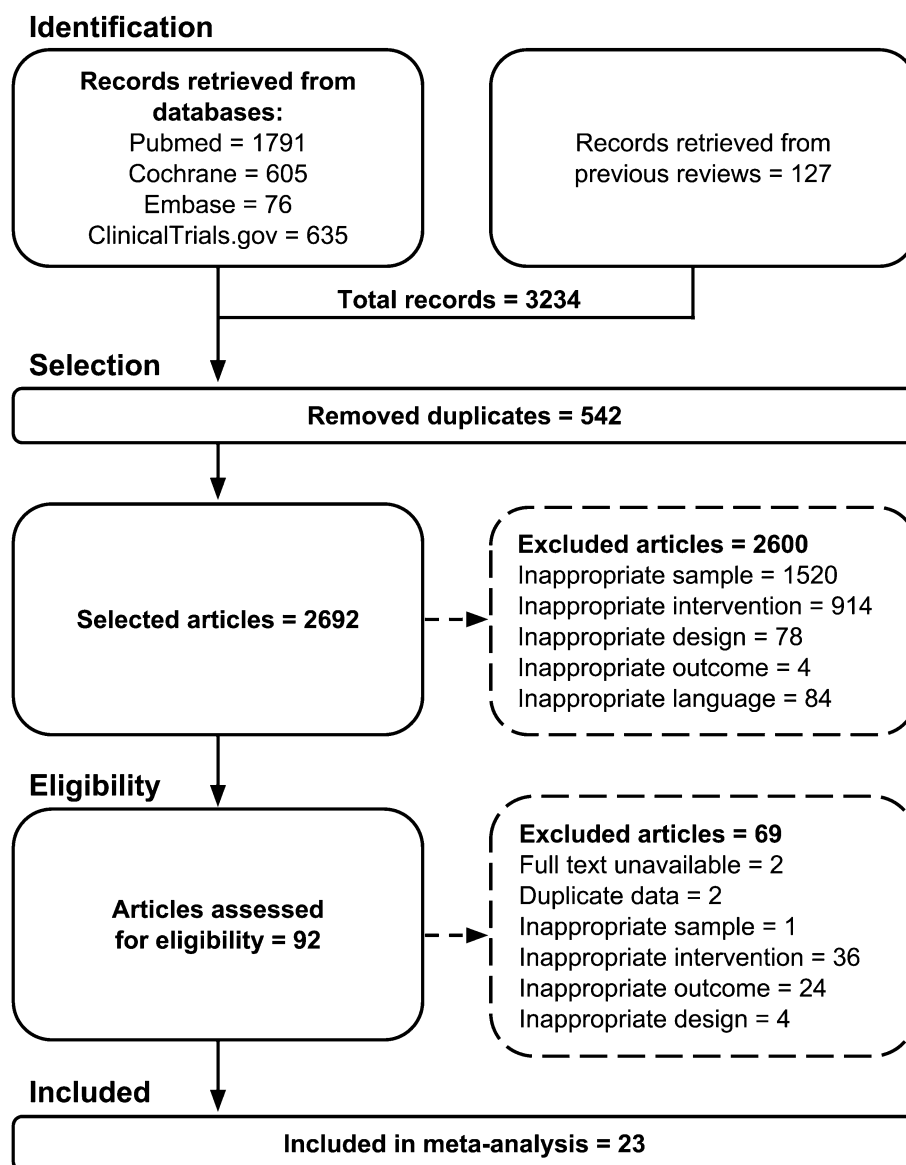 Identification
Records retrieved from
databases:
Pubmed = 1791
Cochrane = 605
Embase = 76
ClinicalTrials.gov = 635
Records retrieved from
previous reviews = 127
Total records = 3234
Selection
Removed duplicates = 542
Selected articles = 2692
Excluded articles = 2600
Inappropriate sample = 1520
Inappropriate intervention = 914
Inappropriate design = 78
Inappropriate outcome = 4
Inappropriate language = 84
Eligibility
Articles assessed
for eligibility = 92
Excluded articles = 69
Full text unavailable = 2
Duplicate data = 2
Inappropriate sample = 1
Inappropriate intervention = 36
Inappropriate outcome = 24
Inappropriate design = 4
Included
Included in meta-analysis = 23